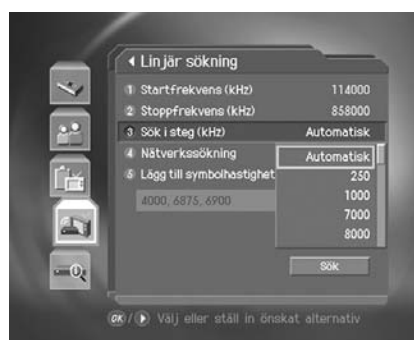 Linjär sökning
1 Startfrekvens (kHz) 114000
2 Stoppfrekvens (kHz) 858000
3 Sök i steg (kHz) Automatisk
4 Nätverkssökning Automatisk
5 Lägg till symbolhastighet 250
4000, 6875, 6900 1000
7000
8000
Sök
OK / Välj eller ställ in önskat alternativ